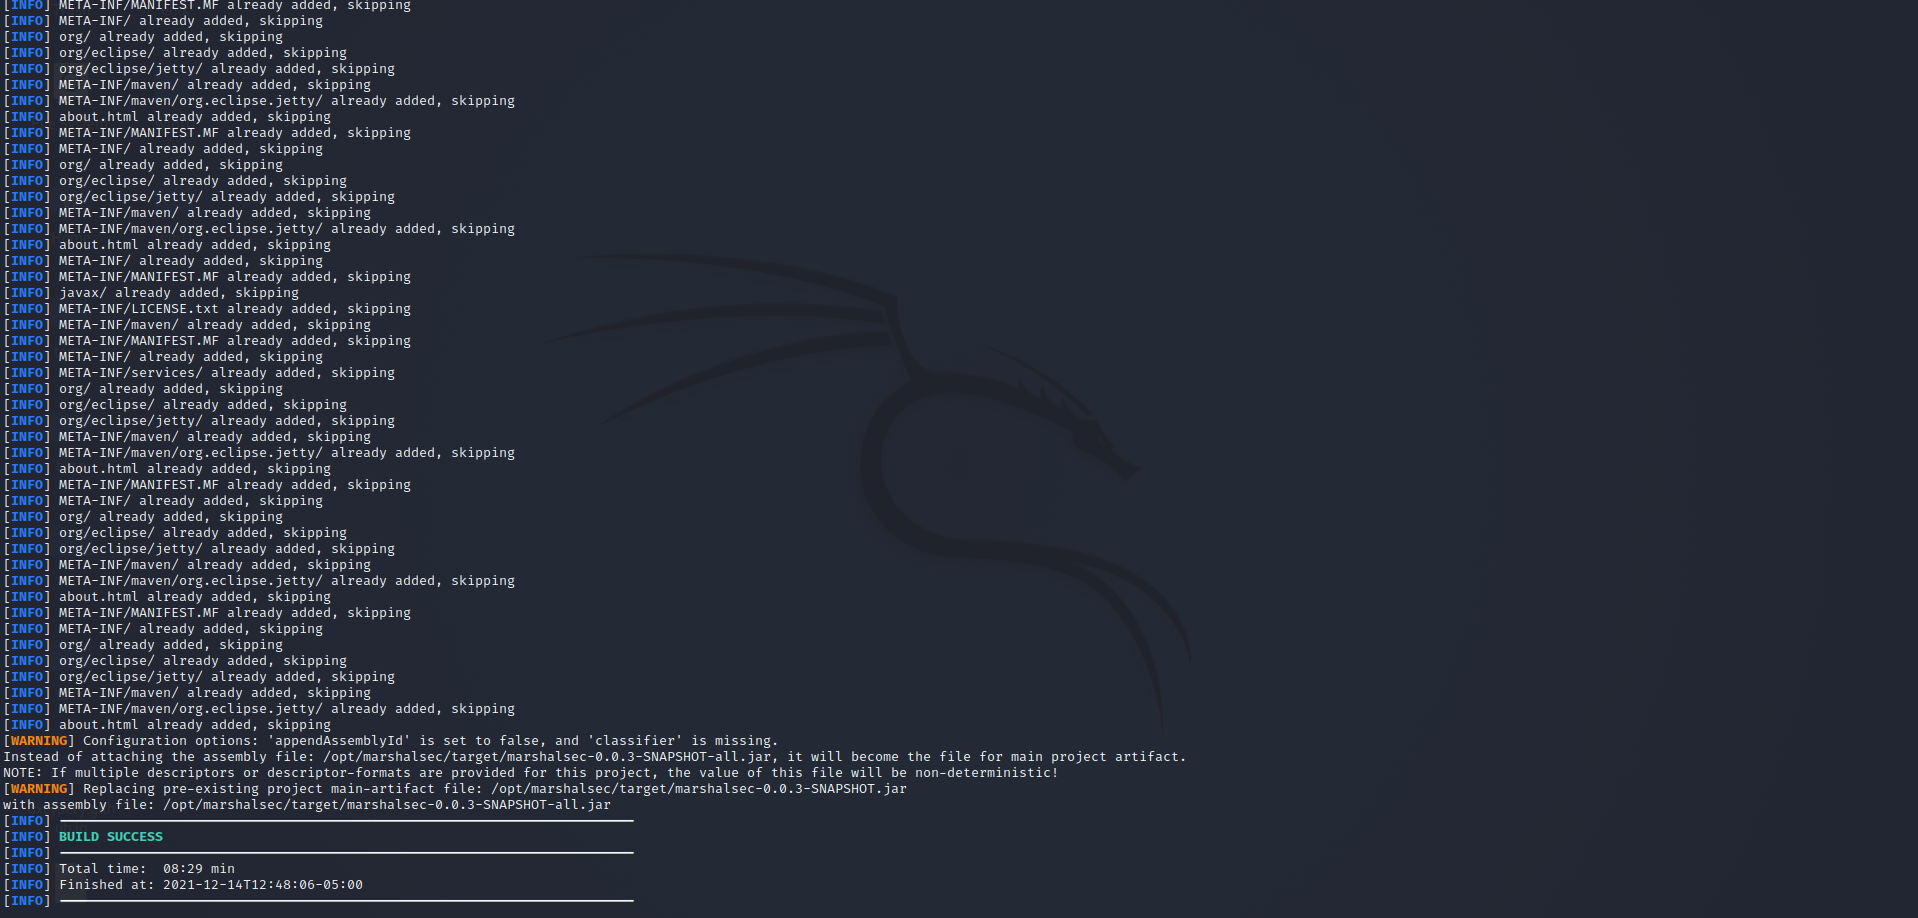 [INFO] META-INF/MANIFEST.MF already added, skipping
[INFO] META-INF/ already added, skipping
[INFO] org/ already added, skipping
[INFO] org/eclipse/ already added, skipping
[INFO] org/eclipse/jetty/ already added, skipping
[INFO] META-INF/maven/ already added, skipping
[INFO] META-INF/maven/org.eclipse.jetty/ already added, skipping
[INFO] about.html already added, skipping
[INFO] META-INF/MANIFEST.MF already added, skipping
[INFO] META-INF/ already added, skipping
[INFO] org/ already added, skipping
[INFO] org/eclipse/ already added, skipping
[INFO] org/eclipse/jetty/ already added, skipping
[INFO] META-INF/maven/ already added, skipping
[INFO] META-INF/maven/org.eclipse.jetty/ already added, skipping
[INFO] about.html already added, skipping
[INFO] META-INF/ already added, skipping
[INFO] META-INF/MANIFEST.MF already added, skipping
[INFO] javax/ already added, skipping
[INFO] META-INF/LICENSE.txt already added, skipping
[INFO] META-INF/maven/ already added, skipping
[INFO] META-INF/MANIFEST.MF already added, skipping
[INFO] META-INF/ already added, skipping
[INFO] META-INF/services/ already added, skipping
[INFO] org/ already added, skipping
[INFO] org/eclipse/ already added, skipping
[INFO] org/eclipse/jetty/ already added, skipping
[INFO] META-INF/maven/ already added, skipping
[INFO] META-INF/maven/org.eclipse.jetty/ already added, skipping
[INFO] about.html already added, skipping
[INFO] META-INF/MANIFEST.MF already added, skipping
[INFO] META-INF/ already added, skipping
[INFO] org/ already added, skipping
[INFO] org/eclipse/ already added, skipping
[INFO] org/eclipse/jetty/ already added, skipping
[INFO] META-INF/maven/ already added, skipping
[INFO] META-INF/maven/org.eclipse.jetty/ already added, skipping
[INFO] about.html already added, skipping
[INFO] META-INF/MANIFEST.MF already added, skipping
[INFO] META-INF/ already added, skipping
[INFO] org/ already added, skipping
[INFO] org/eclipse/ already added, skipping
[INFO] org/eclipse/jetty/ already added, skipping
[INFO] META-INF/maven/ already added, skipping
[INFO] META-INF/maven/org.eclipse.jetty/ already added, skipping
[INFO] about.html already added, skipping
[WARNING] Configuration options: 'appendAssemblyId' is set to false, and 'classifier' is missing.
Instead of attaching the assembly file: /opt/marshalsec/target/marshalsec-0.0.3-SNAPSHOT-all.jar, it will become the file for main project artifact.
NOTE: If multiple descriptors or descriptor-formats are provided for this project, the value of this file will be non-deterministic!
[WARNING] Replacing pre-existing project main-artifact file: /opt/marshalsec/target/marshalsec-0.0.3-SNAPSHOT.jar
with assembly file: /opt/marshalsec/target/marshalsec-0.0.3-SNAPSHOT-all.jar
[INFO]
[INFO] BUILD SUCCESS
[INFO]
[INFO] Total time:  08:29 min
[INFO] Finished at: 2021-12-14T12:48:06-05:00
[INFO]